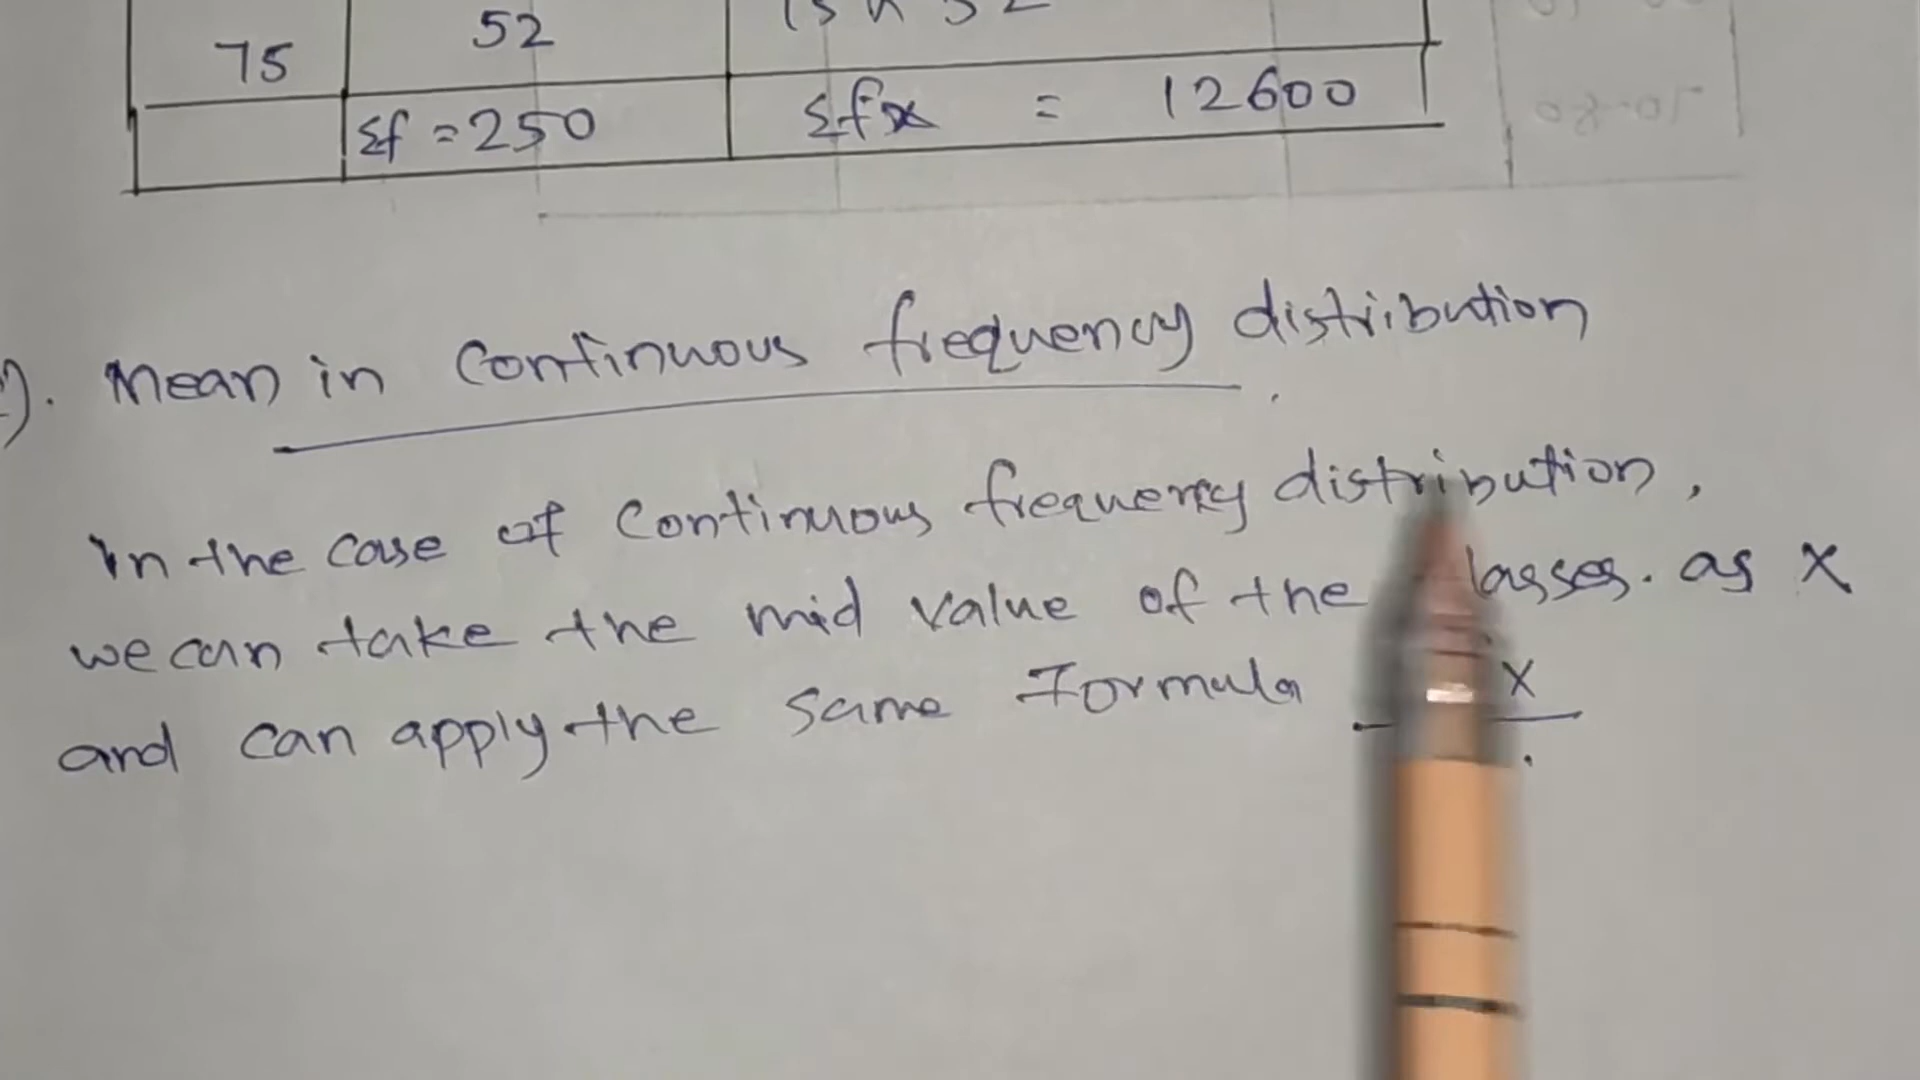 75 52
Σf = 250 Σfx = 12600
Mean in Continuous frequency distribution
In the case of Continuous frequency distribution,
we can take the mid value of the lasses. as x
and can apply the same Formula x